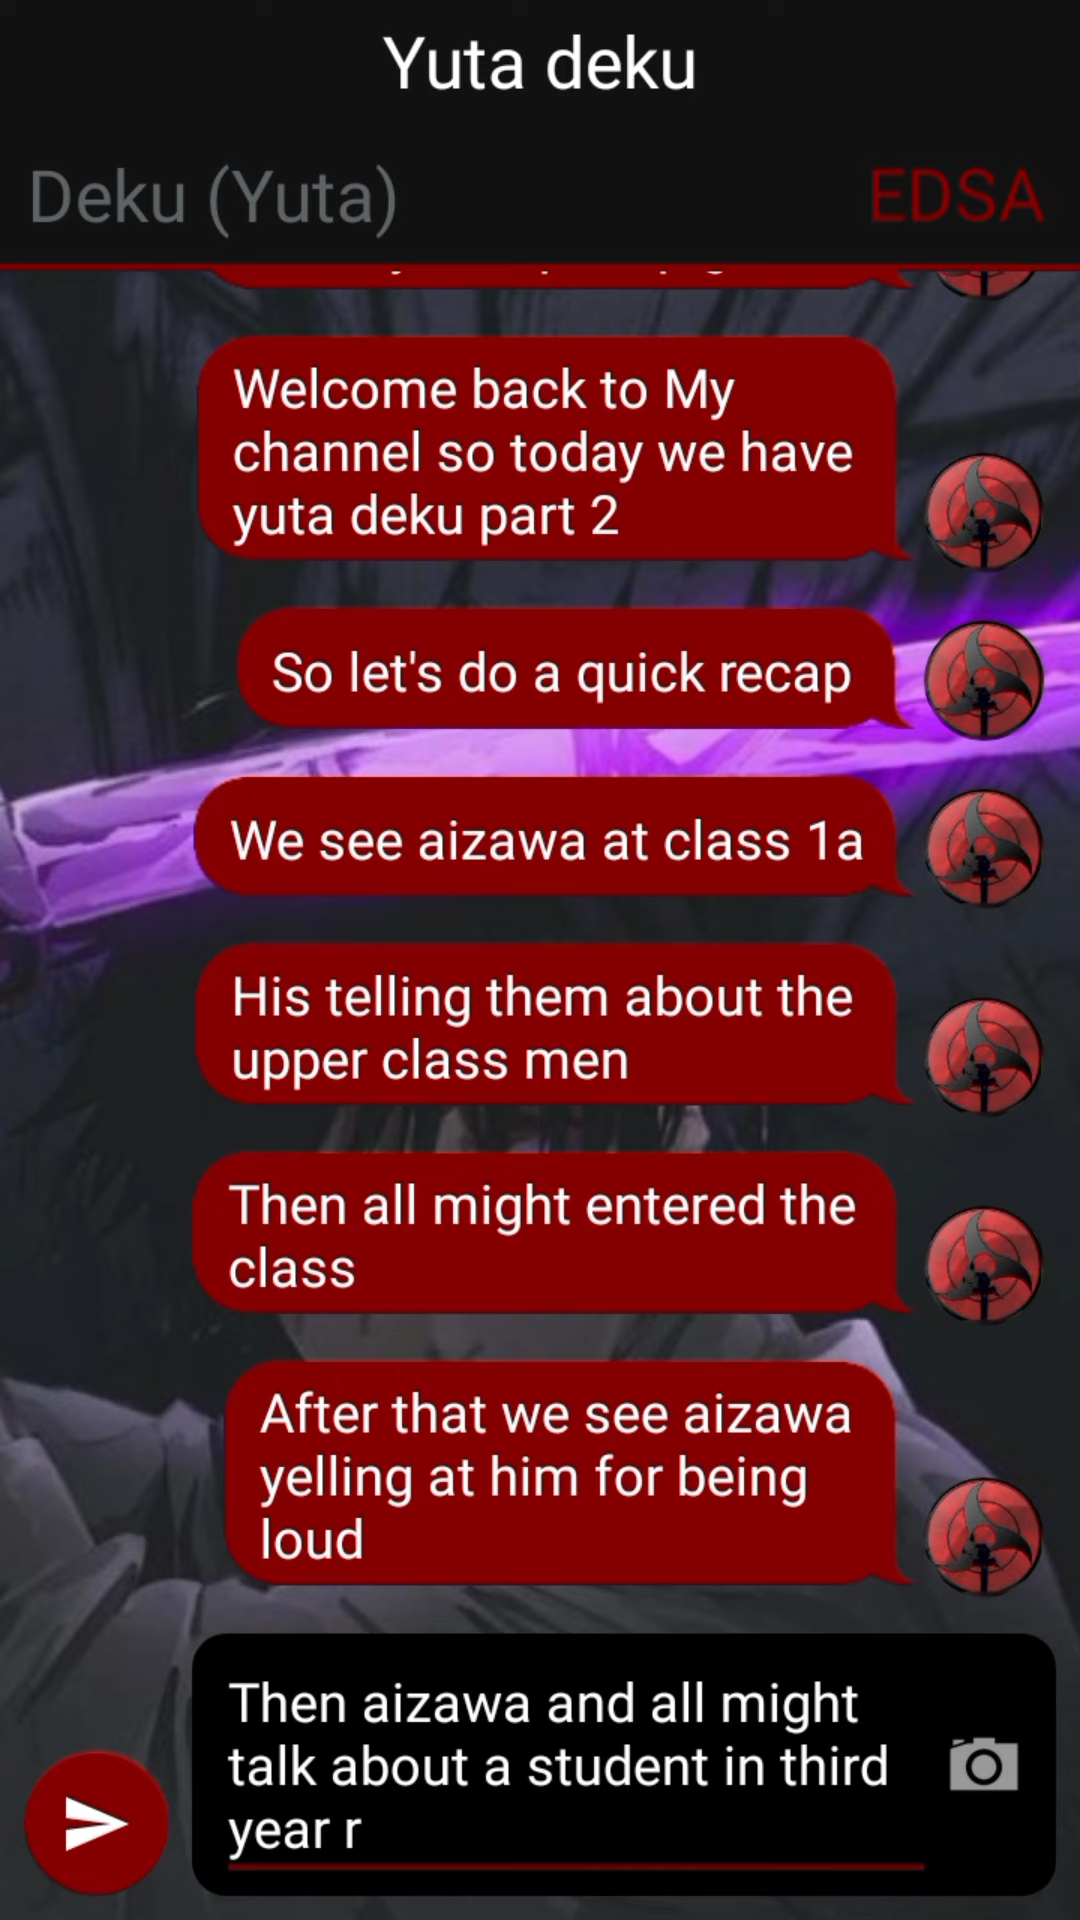 Yuta deku
Deku (Yuta)
EDSA
Welcome back to My
channel so today we have
yuta deku part 2
So let's do a quick recap
We see aizawa at class 1a
His telling them about the
upper class men
Then all might entered the
class
After that we see aizawa
yelling at him for being
loud
Then aizawa and all might
talk about a student in third
year r